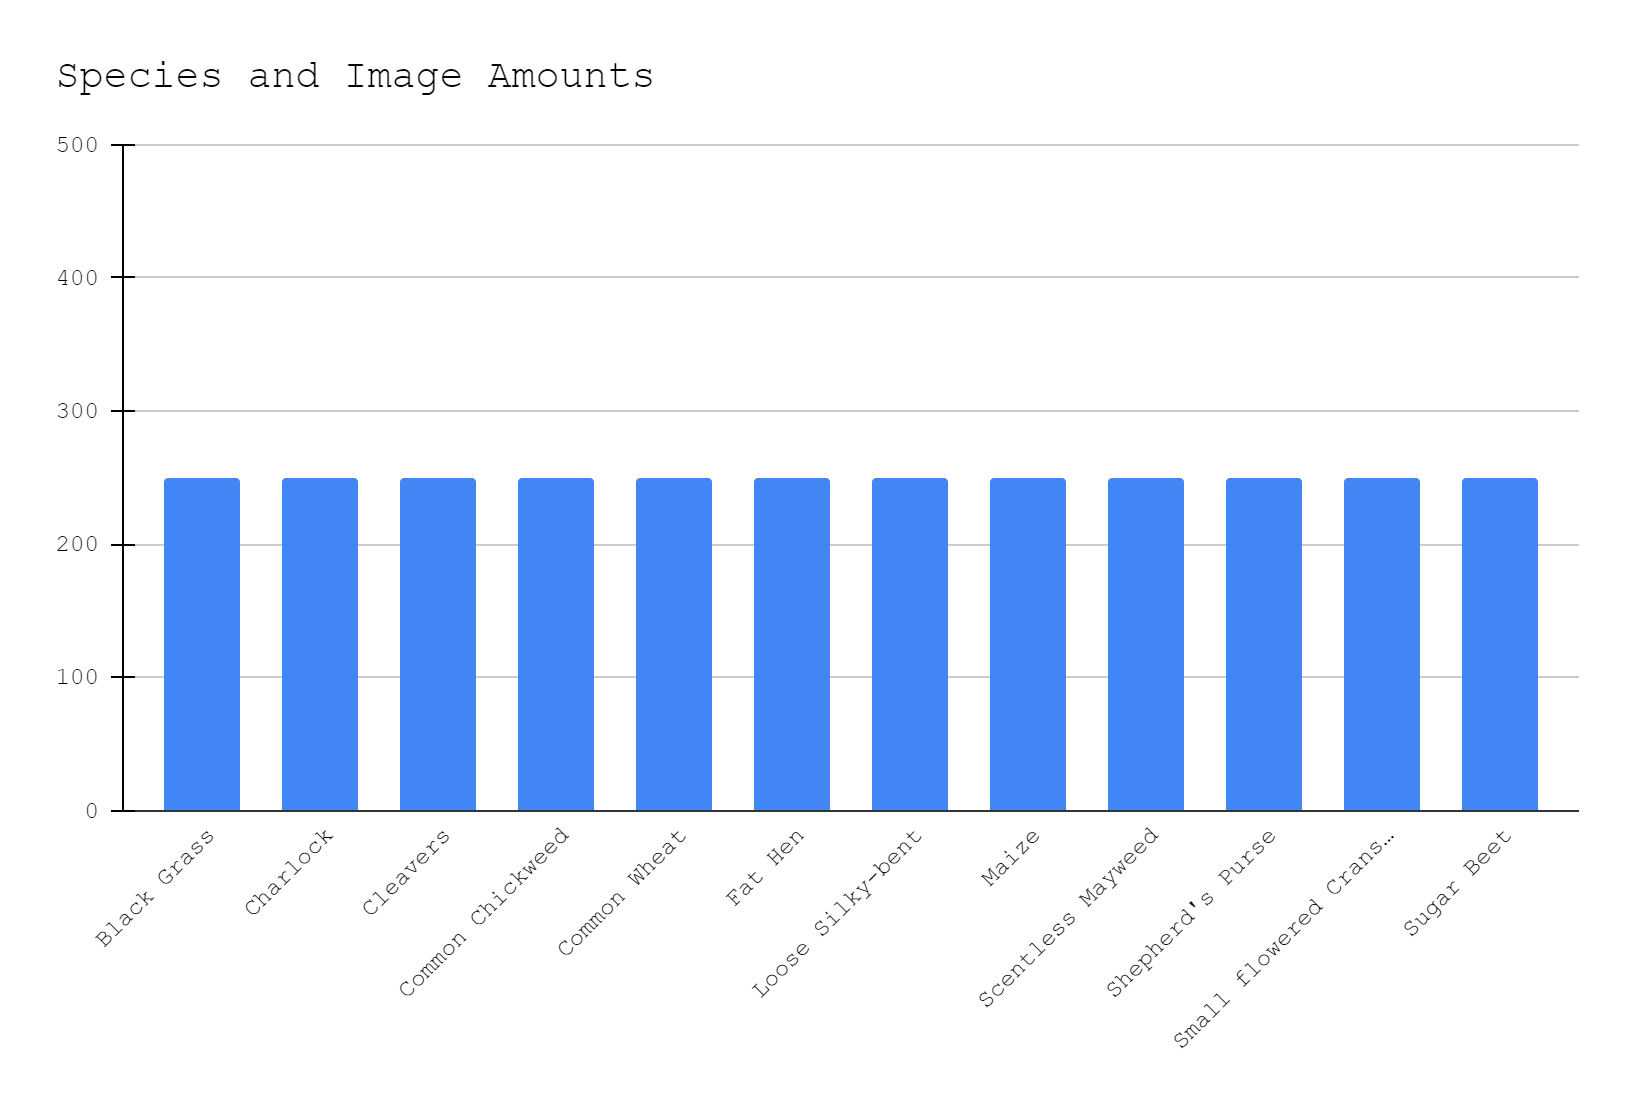 Species and Image Amounts
500
400
300
200
100
0
Black Grass
Charlock
Cleavers
Common Chickweed
Common Wheat
Fat Hen
Loose Silky-bent
Maize
Scentless Mayweed
Shepherd's Purse
Small flowered Crans…
Sugar Beet